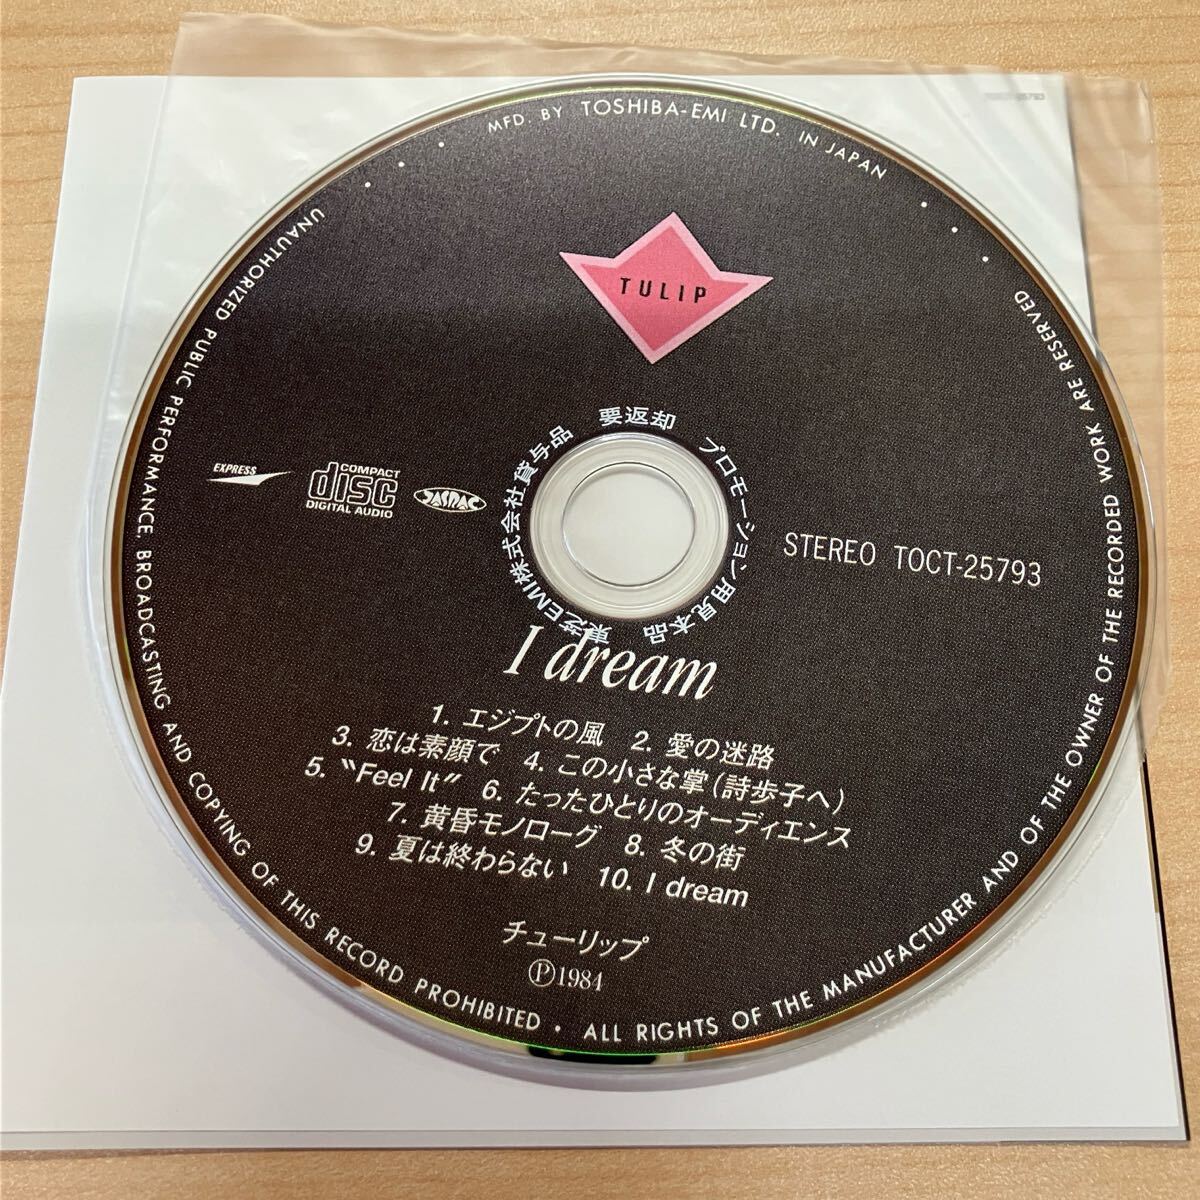 MFD. BY TOSHIBA-EMI LTD. IN JAPAN
TULIP
要返却 プロモーション用見本品
東芝EMI株式会社貸与品
EXPRESS
COMPACT
disc
DIGITAL AUDIO
JASRAC
STEREO TOCT-25793
I dream
1. エジプトの風 2. 愛の迷路
3. 恋は素顔で 4. この小さな掌(詩歩子へ)
5. “Feel It” 6. たったひとりのオーディエンス
7. 黄昏モノローグ 8. 冬の街
9. 夏は終わらない 10. I dream
チューリップ
Ⓟ1984
UNAUTHORIZED PUBLIC PERFORMANCE, BROADCASTING AND COPYING OF THIS RECORD PROHIBITED • ALL RIGHTS OF THE MANUFACTURER AND OF THE OWNER OF THE RECORDED WORK ARE RESERVED